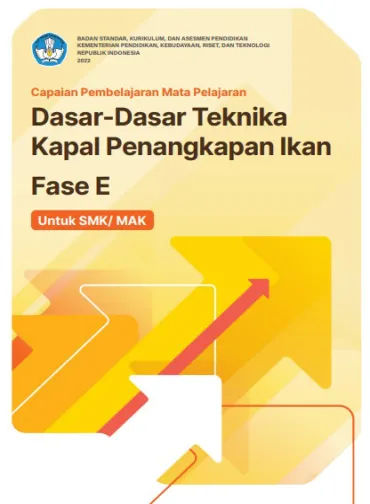 BADAN STANDAR, KURIKULUM, DAN ASESMEN PENDIDIKAN
KEMENTERIAN PENDIDIKAN, KEBUDAYAAN, RISET, DAN TEKNOLOGI
REPUBLIK INDONESIA
2022
Capaian Pembelajaran Mata Pelajaran
Dasar-Dasar Teknika
Kapal Penangkapan Ikan
Fase E
Untuk SMK/ MAK